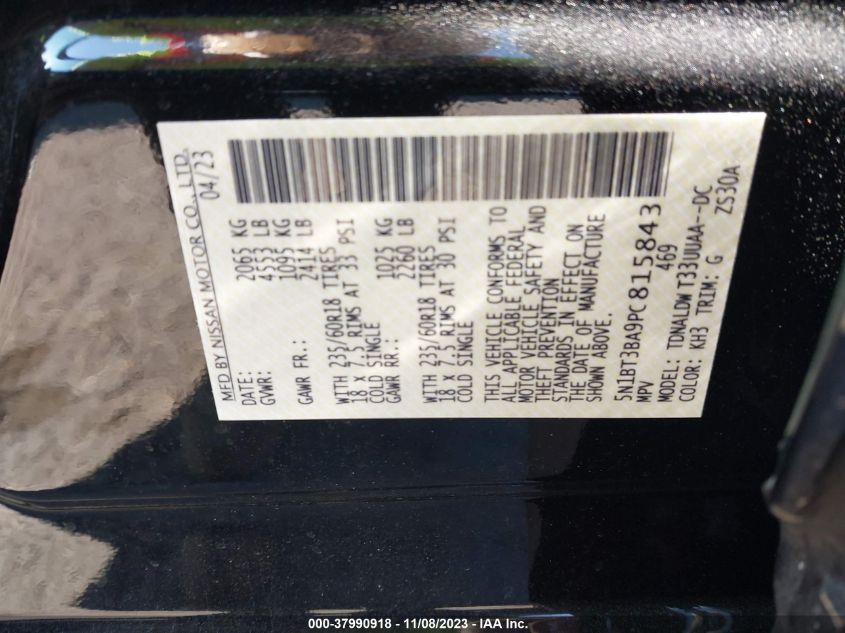 MFD BY NISSAN MOTOR CO., LTD.
DATE: 04/23
GVWR: 2065 KG
4553 LB
GAWR FR.: 1095 KG
2414 LB
WITH 235/60R18 TIRES
18 X 7.5 RIMS AT 33 PSI
COLD SINGLE
GAWR RR.: 1025 KG
2260 LB
WITH 235/60R18 TIRES
18 X 7.5 RIMS AT 30 PSI
COLD SINGLE
THIS VEHICLE CONFORMS TO
ALL APPLICABLE FEDERAL
MOTOR VEHICLE SAFETY AND
THEFT PREVENTION
STANDARDS IN EFFECT ON
THE DATE OF MANUFACTURE
SHOWN ABOVE.
5N1BT3BA9PC815843
MPV 469
MODEL: TDNALDW T33UUAA--DC
COLOR: KH3 TRIM: G ZS30A
000-37990918 - 11/08/2023 - IAA Inc.